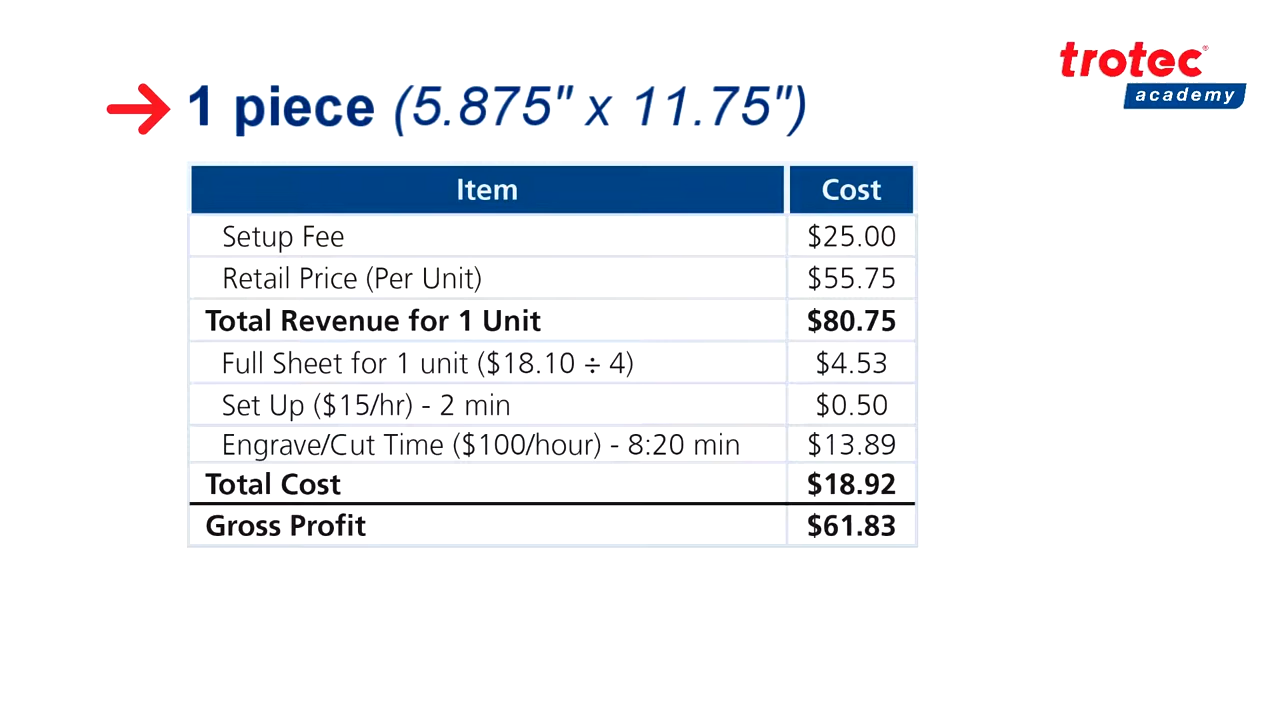 trotec®
academy
1 piece (5.875" x 11.75")
Item Cost
Setup Fee $25.00
Retail Price (Per Unit) $55.75
Total Revenue for 1 Unit $80.75
Full Sheet for 1 unit ($18.10 ÷ 4) $4.53
Set Up ($15/hr) - 2 min $0.50
Engrave/Cut Time ($100/hour) - 8:20 min $13.89
Total Cost $18.92
Gross Profit $61.83